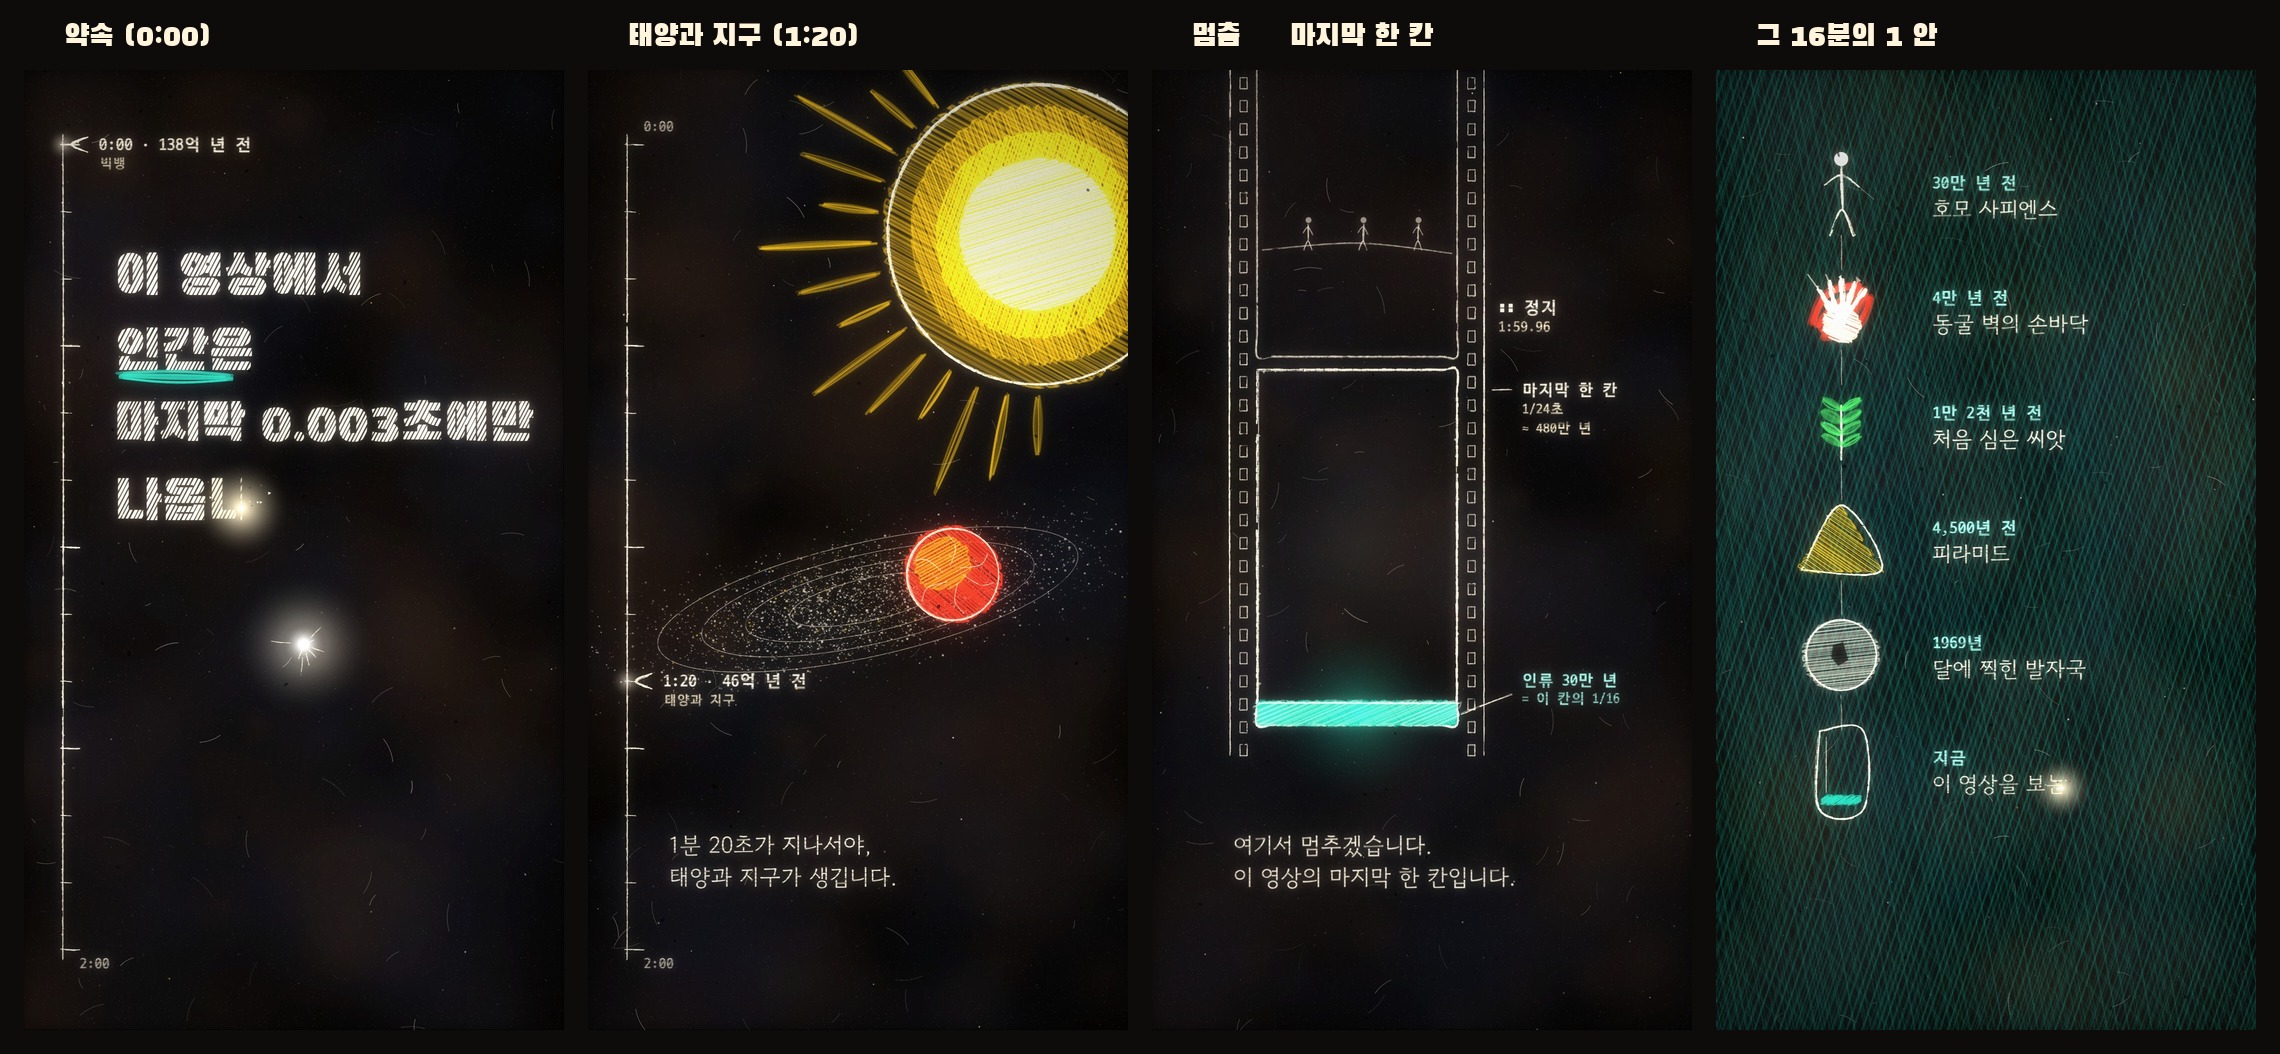 약속 (0:00)
0:00 · 138억 년 전
빅뱅
이 영상에서
인간은
마지막 0.003초에만
나옵니
2:00
태양과 지구 (1:20)
0:00
1:20 · 46억 년 전
태양과 지구
1분 20초가 지나서야,
태양과 지구가 생깁니다.
2:00
멈춤 마지막 한 칸
정지
1:59.96
마지막 한 칸
1/24초
≈ 480만 년
인류 30만 년
= 이 칸의 1/16
여기서 멈추겠습니다.
이 영상의 마지막 한 칸입니다.
그 16분의 1 안
30만 년 전
호모 사피엔스
4만 년 전
동굴 벽의 손바닥
1만 2천 년 전
처음 심은 씨앗
4,500년 전
피라미드
1969년
달에 찍힌 발자국
지금
이 영상을 보는